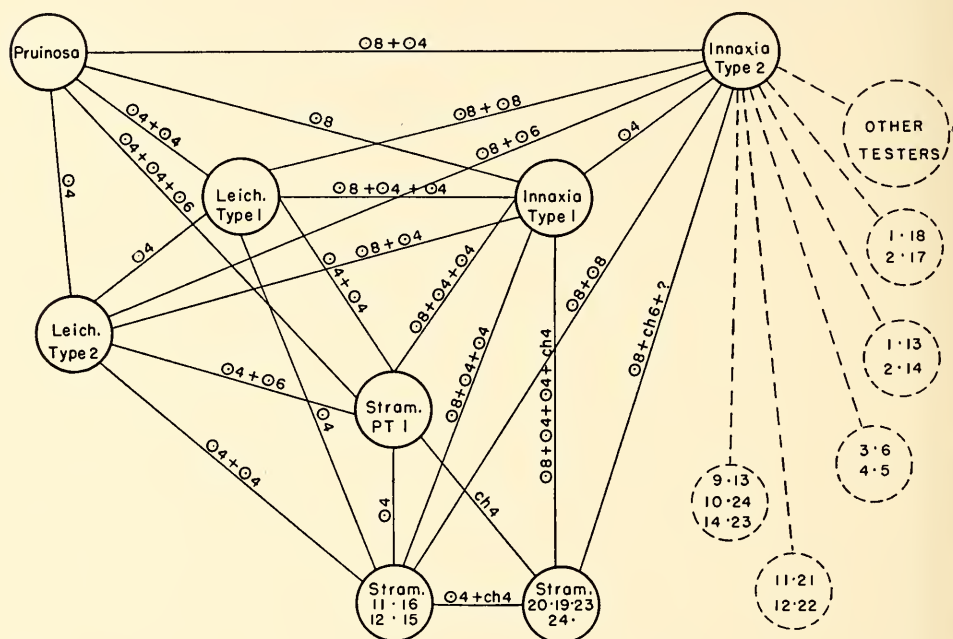 Pruinosa
⊙8+⊙4
Innaxia
Type 2
⊙4+⊙4
⊙8
⊙8+⊙8
⊙4
OTHER
TESTERS
⊙4+⊙4+⊙6
⊙8+⊙6
⊙4
Leich.
Type 1
⊙8+⊙4+⊙4
Innaxia
Type 1
1·18
2·17
⊙4
⊙8+⊙4
⊙4+⊙4
⊙8+⊙4+⊙4
⊙8+⊙8
⊙8+ch6+?
Leich.
Type 2
1·13
2·14
⊙4+⊙6
Stram.
PT 1
⊙4
⊙8+⊙4+⊙4
⊙8+⊙4+⊙4+ch4
3·6
4·5
⊙4+⊙4
⊙4
ch4
9·13
10·24
14·23
Stram.
11·16
12·15
⊙4+ch4
Stram.
20·19·23
24·
11·21
12·22